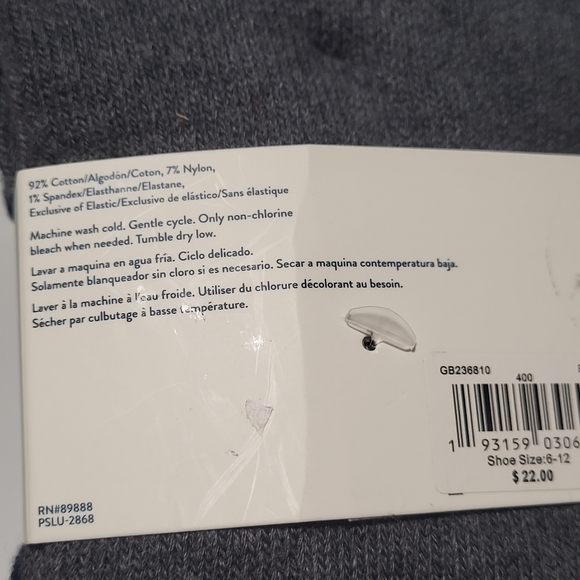 92% Cotton/Algodón/Coton, 7% Nylon,
1% Spandex/Elasthanne/Elastane,
Exclusive of Elastic/Exclusivo de elástico/Sans élastique
Machine wash cold. Gentle cycle. Only non-chlorine
bleach when needed. Tumble dry low.
Lavar a maquina en agua fría. Ciclo delicado.
Solamente blanqueador sin cloro si es necesario. Secar a maquina contemperatura baja.
Laver à la machine à l'eau froide. Utiliser du chlorure décolorant au besoin.
Sécher par culbutage à basse température.
GB236810
400
1 93159 0306
Shoe Size:6-12
$ 22.00
RN#89888
PSLU-2868